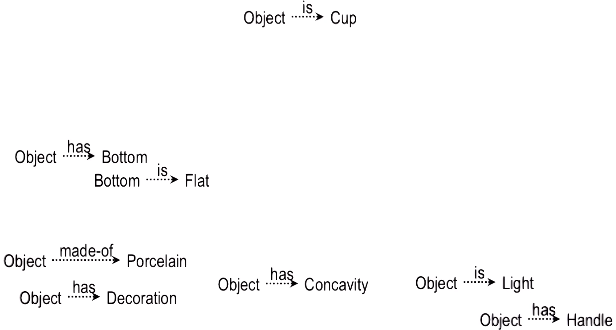 Object is Cup
Object has Bottom
Bottom is Flat
Object made-of Porcelain
Object has Decoration
Object has Concavity
Object is Light
Object has Handle